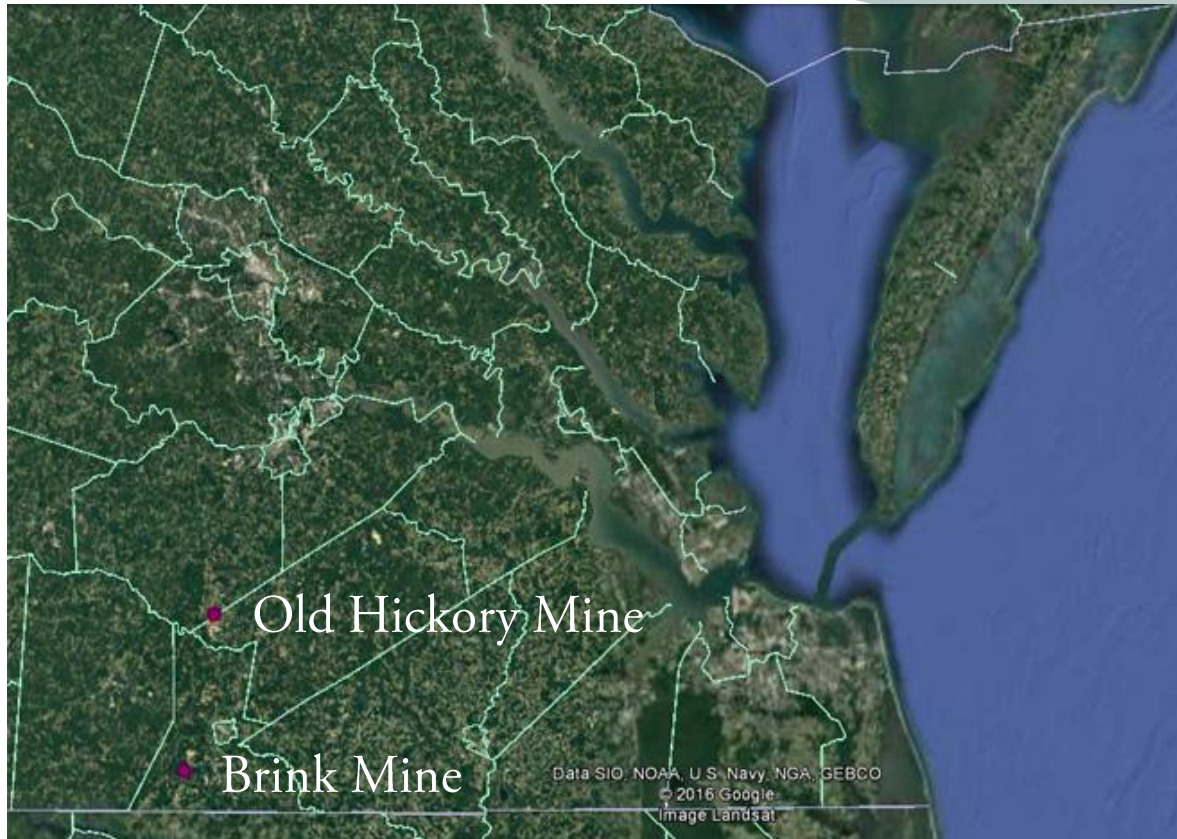 Old Hickory Mine
Brink Mine
Data SIO, NOAA, U.S. Navy, NGA, GEBCO
© 2016 Google
Image Landsat